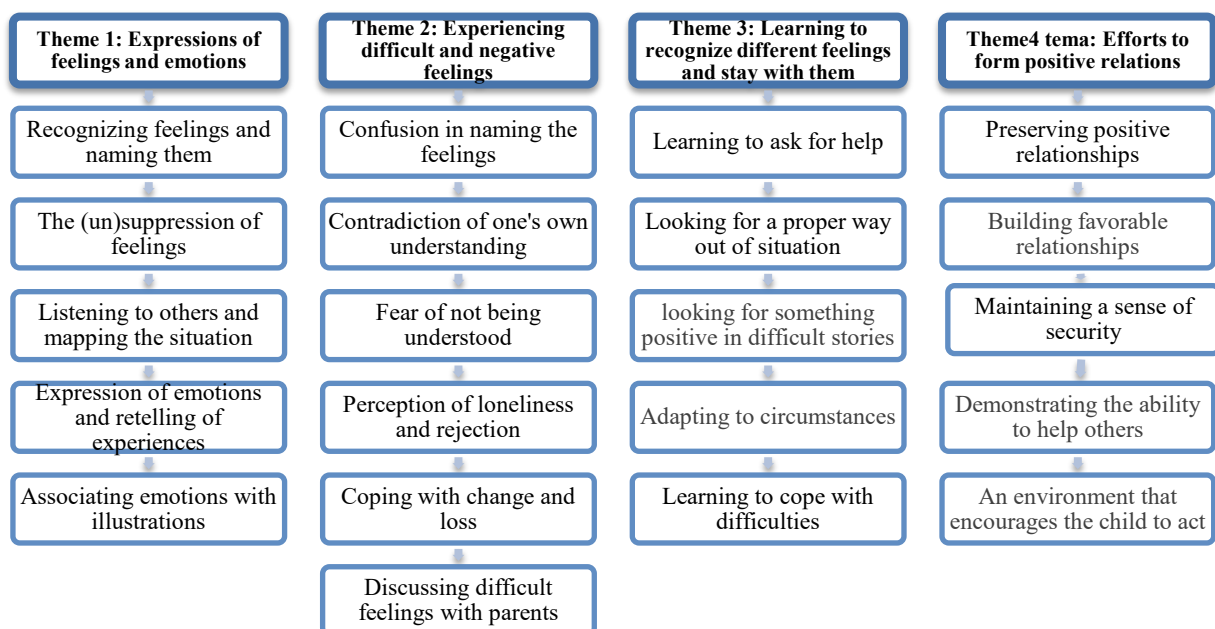 Theme 1: Expressions of
feelings and emotions
Recognizing feelings and
naming them
The (un)suppression of
feelings
Listening to others and
mapping the situation
Expression of emotions
and retelling of
experiences
Associating emotions with
illustrations
Theme 2: Experiencing
difficult and negative
feelings
Confusion in naming the
feelings
Contradiction of one's own
understanding
Fear of not being
understood
Perception of loneliness
and rejection
Coping with change and
loss
Discussing difficult
feelings with parents
Theme 3: Learning to
recognize different feelings
and stay with them
Learning to ask for help
Looking for a proper way
out of situation
looking for something
positive in difficult stories
Adapting to circumstances
Learning to cope with
difficulties
Theme4 tema: Efforts to
form positive relations
Preserving positive
relationships
Building favorable
relationships
Maintaining a sense of
security
Demonstrating the ability
to help others
An environment that
encourages the child to act